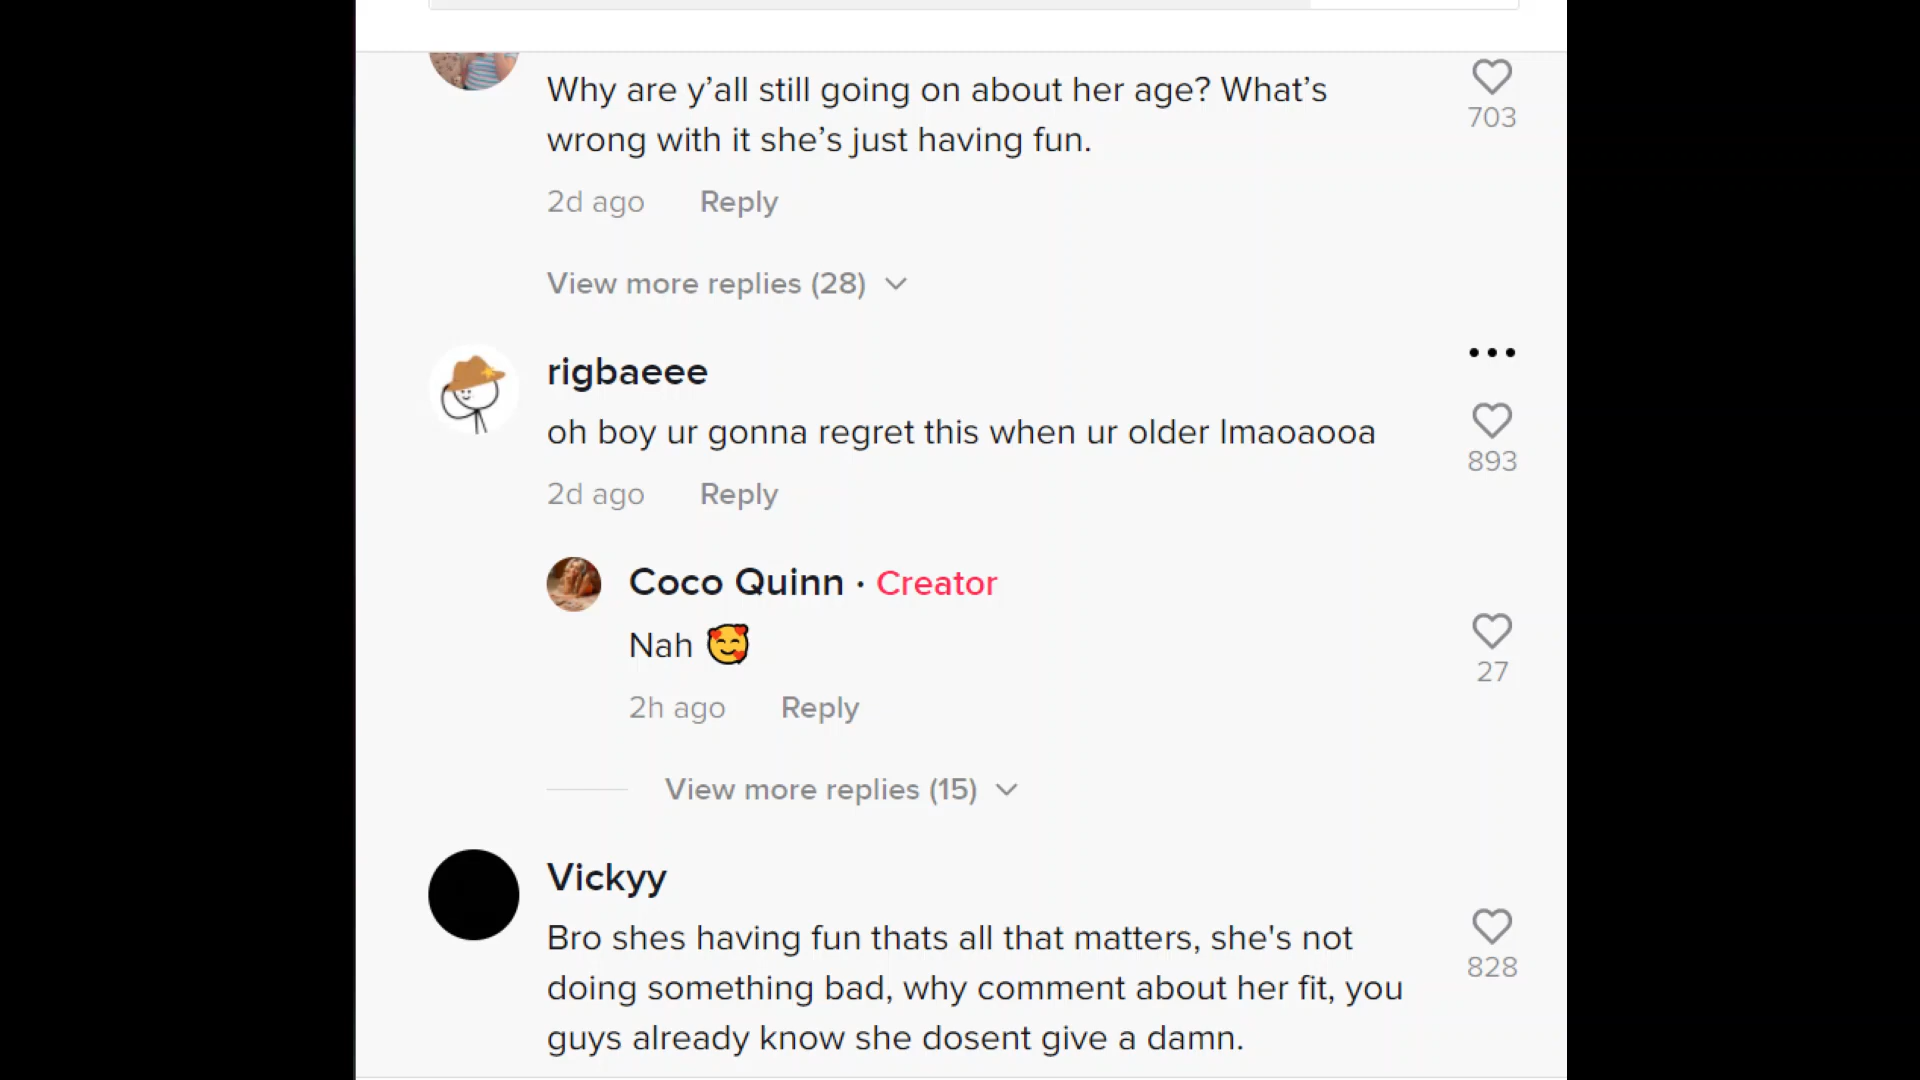 Why are y’all still going on about her age? What’s
wrong with it she’s just having fun.
703
2d ago Reply
View more replies (28)
rigbaeee
oh boy ur gonna regret this when ur older lmaoaooa
893
2d ago Reply
Coco Quinn · Creator
Nah 🥰
27
2h ago Reply
View more replies (15)
Vickyy
Bro shes having fun thats all that matters, she's not
doing something bad, why comment about her fit, you
guys already know she dosent give a damn.
828